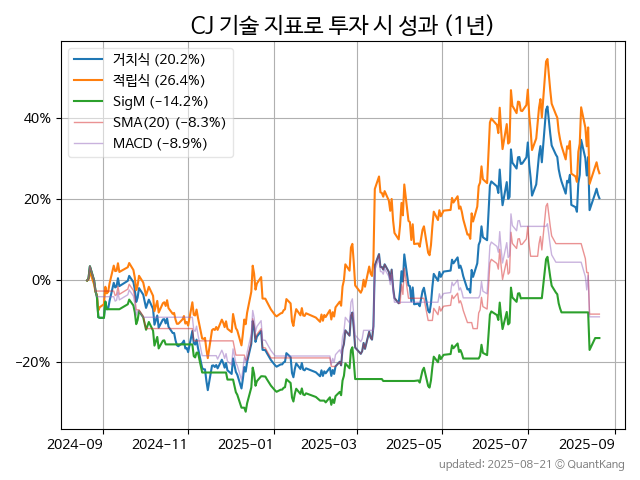 CJ 기술 지표로 투자 시 성과 (1년)
거치식 (20.2%)
적립식 (26.4%)
SigM (-14.2%)
SMA(20) (-8.3%)
MACD (-8.9%)
40%
20%
0%
-20%
2024-09 2024-11 2025-01 2025-03 2025-05 2025-07 2025-09
updated: 2025-08-21 © QuantKang